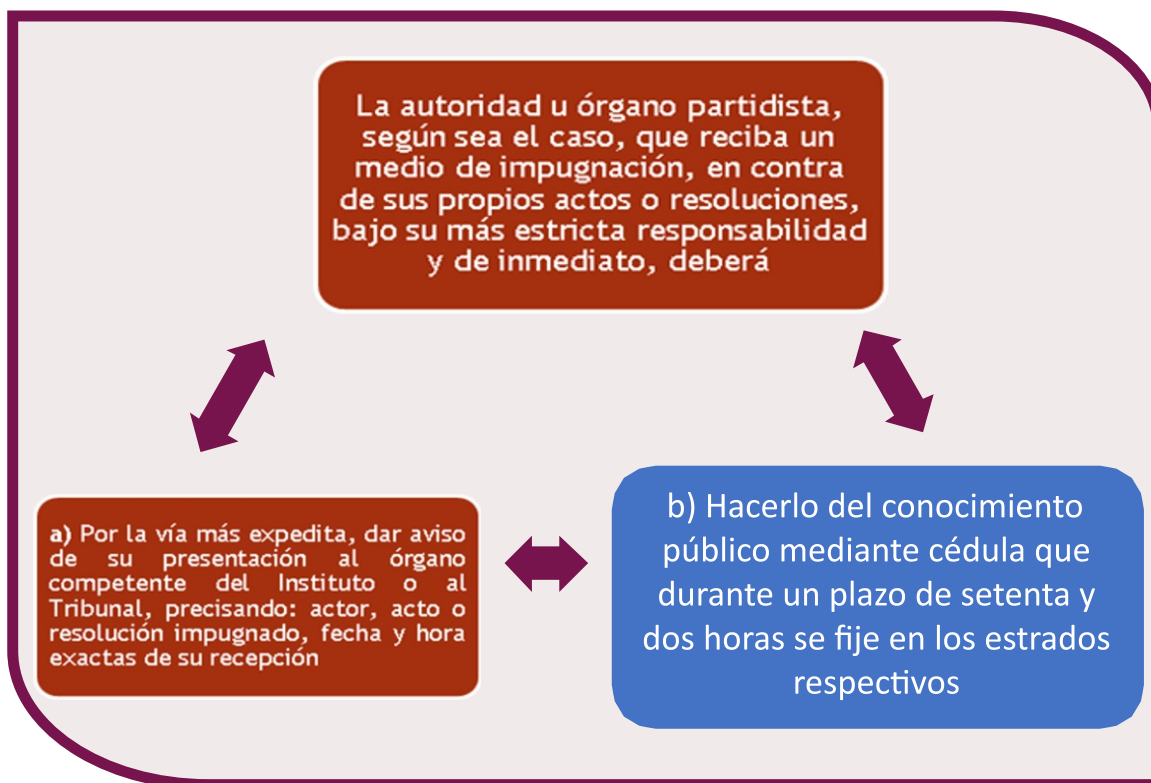 La autoridad u órgano partidista,
según sea el caso, que reciba un
medio de impugnación, en contra
de sus propios actos o resoluciones,
bajo su más estricta responsabilidad
y de inmediato, deberá
a) Por la vía más expedita, dar aviso
de su presentación al órgano
competente del Instituto o al
Tribunal, precisando: actor, acto o
resolución impugnado, fecha y hora
exactas de su recepción
b) Hacerlo del conocimiento
público mediante cédula que
durante un plazo de setenta y
dos horas se fije en los estrados
respectivos